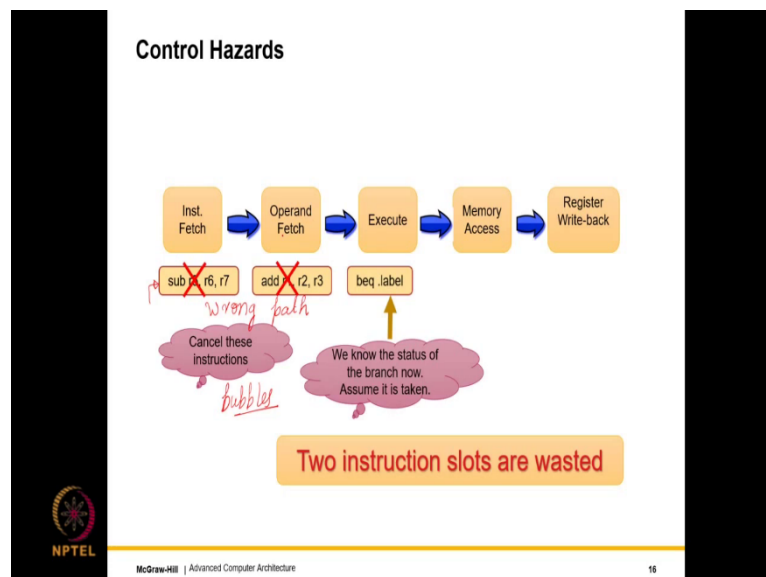 Control Hazards
Inst.
Fetch
Operand
Fetch
Execute
Memory
Access
Register
Write-back
sub r6, r7
add r2, r3
beq .label
wrong path
Cancel these
instructions
We know the status of
the branch now.
Assume it is taken.
bubbles
Two instruction slots are wasted
NPTEL
McGraw-Hill | Advanced Computer Architecture
16